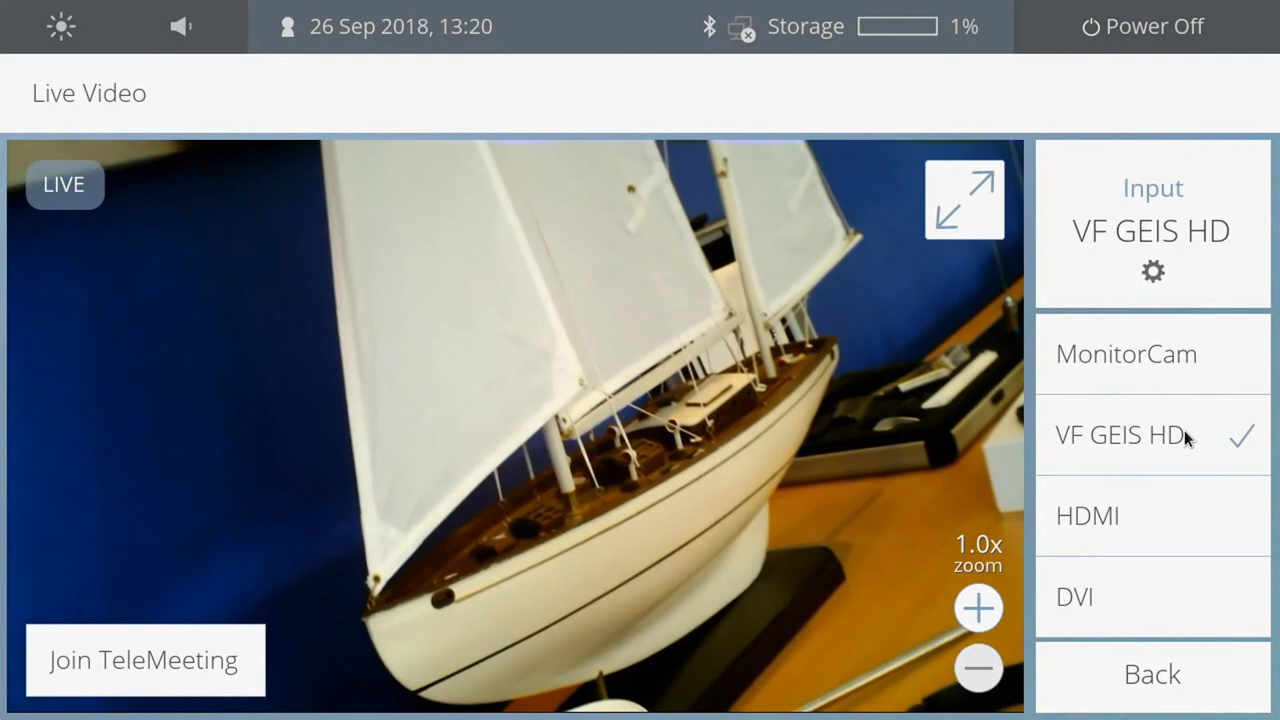 26 Sep 2018, 13:20
Storage
1%
Power Off
Live Video
LIVE
Input
VF GEIS HD
MonitorCam
VF GEIS HD
HDMI
DVI
1.0x
zoom
Join TeleMeeting
Back